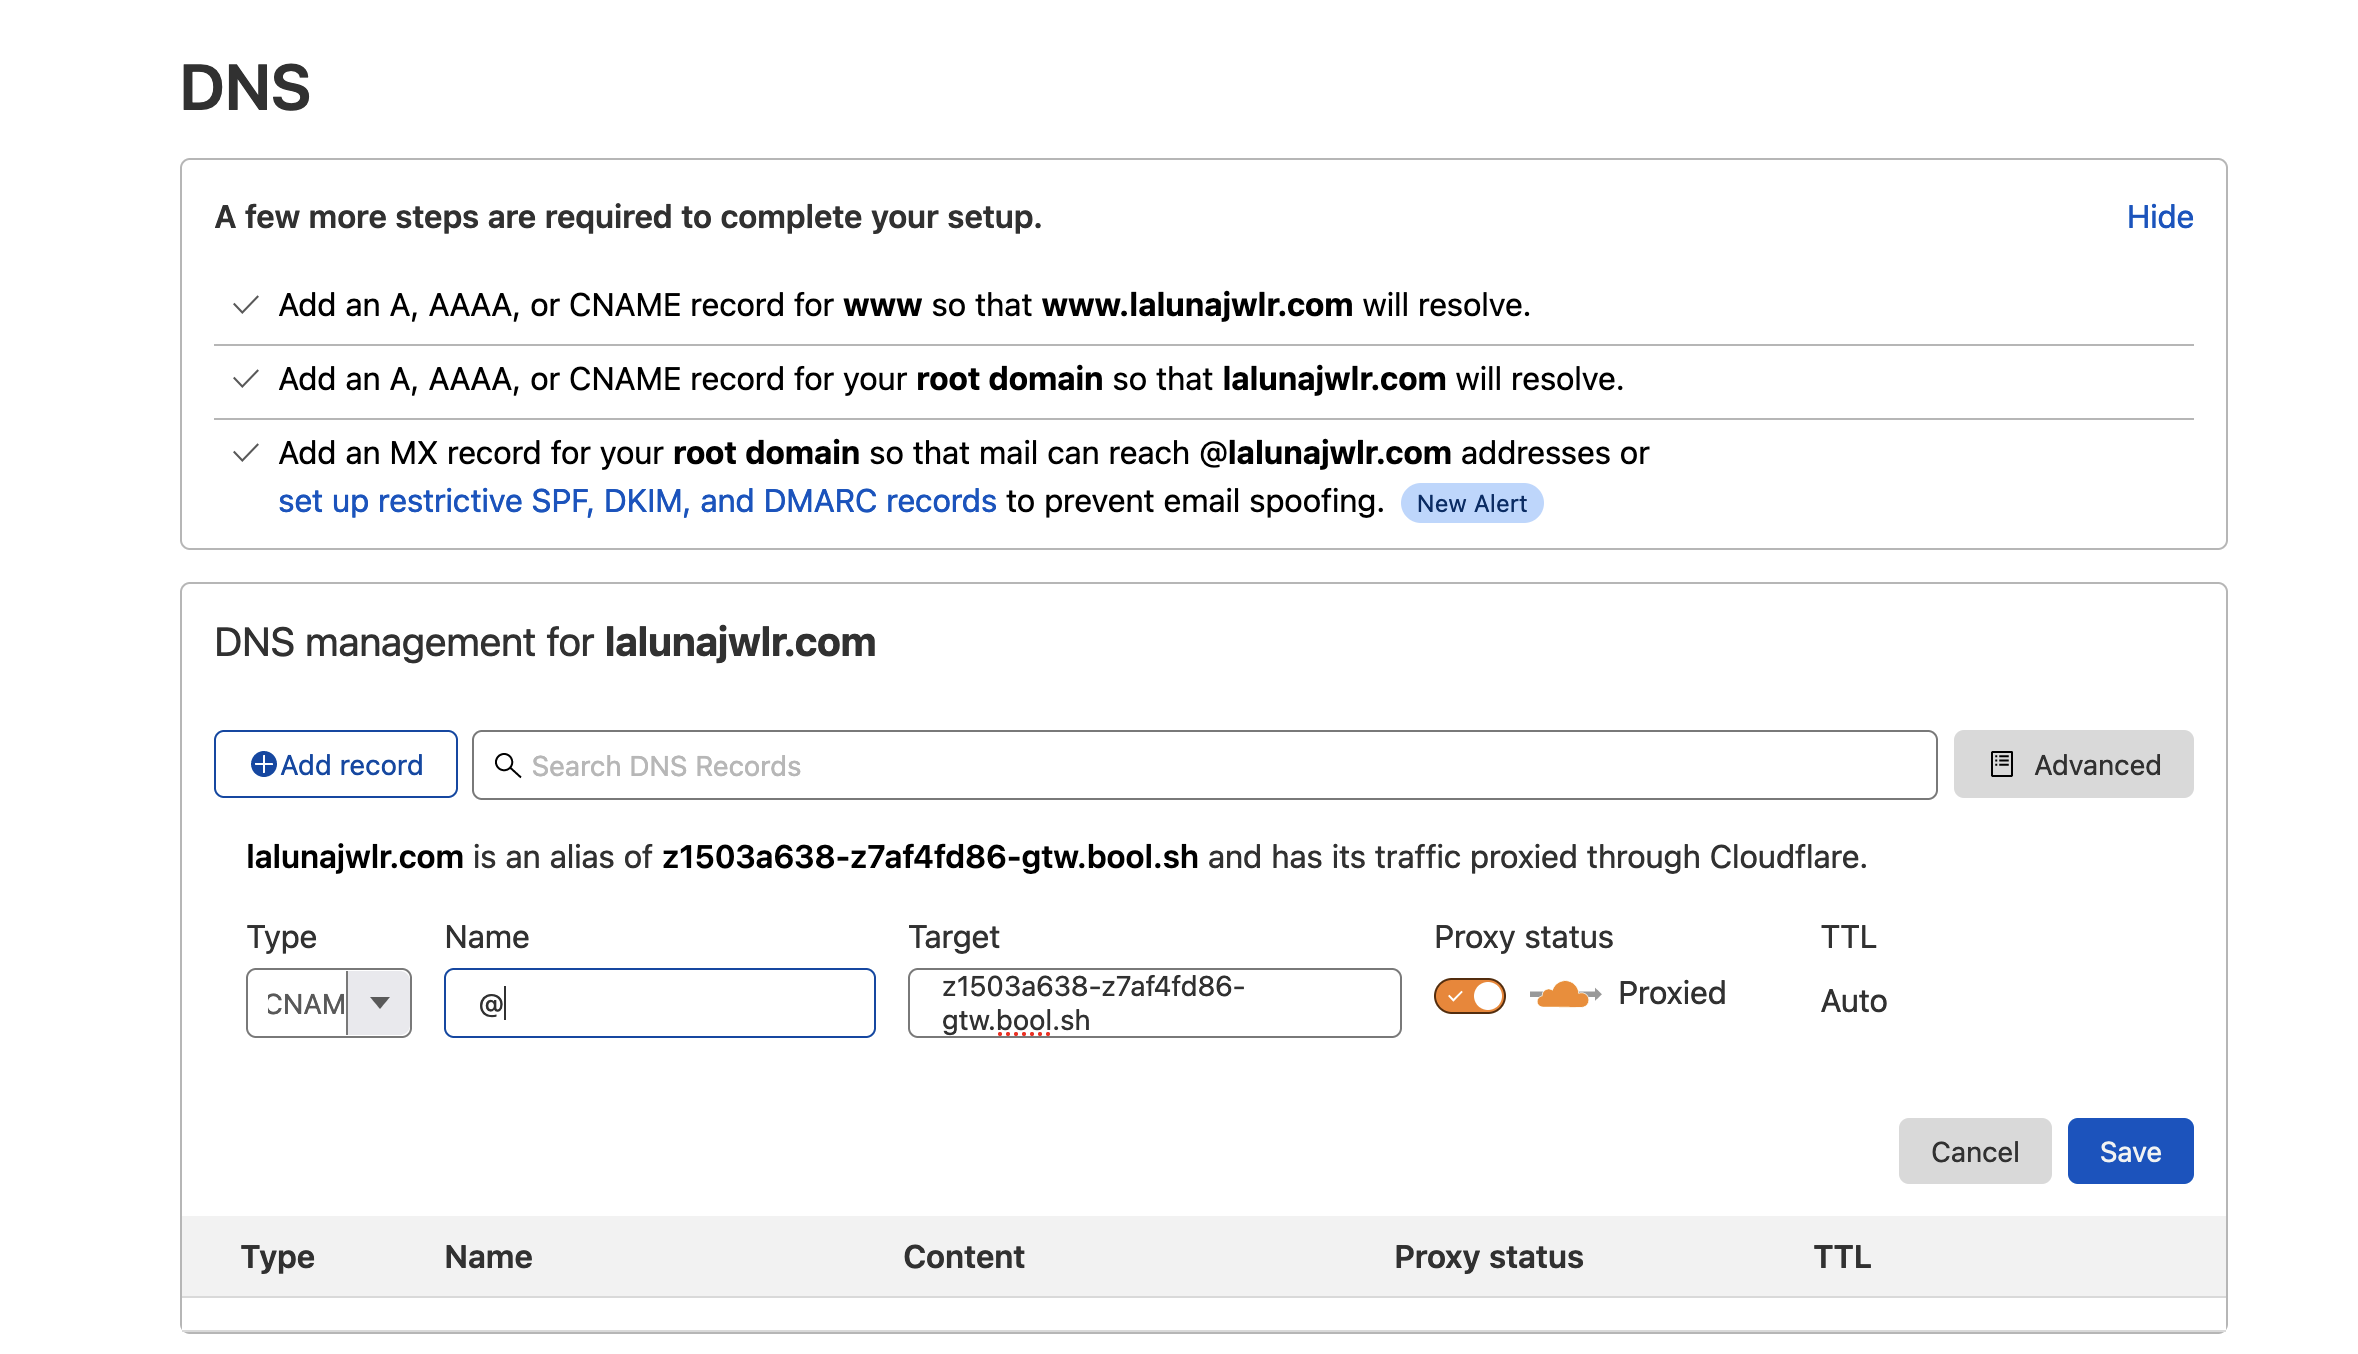 DNS
A few more steps are required to complete your setup.
Hide
Add an A, AAAA, or CNAME record for www so that www.lalunajwlr.com will resolve.
Add an A, AAAA, or CNAME record for your root domain so that lalunajwlr.com will resolve.
Add an MX record for your root domain so that mail can reach @lalunajwlr.com addresses or
set up restrictive SPF, DKIM, and DMARC records to prevent email spoofing. New Alert
DNS management for lalunajwlr.com
Add record
Search DNS Records
Advanced
lalunajwlr.com is an alias of z1503a638-z7af4fd86-gtw.bool.sh and has its traffic proxied through Cloudflare.
Type Name Target Proxy status TTL
CNAM @ z1503a638-z7af4fd86-
gtw.bool.sh
Proxied Auto
Cancel Save
Type Name Content Proxy status TTL